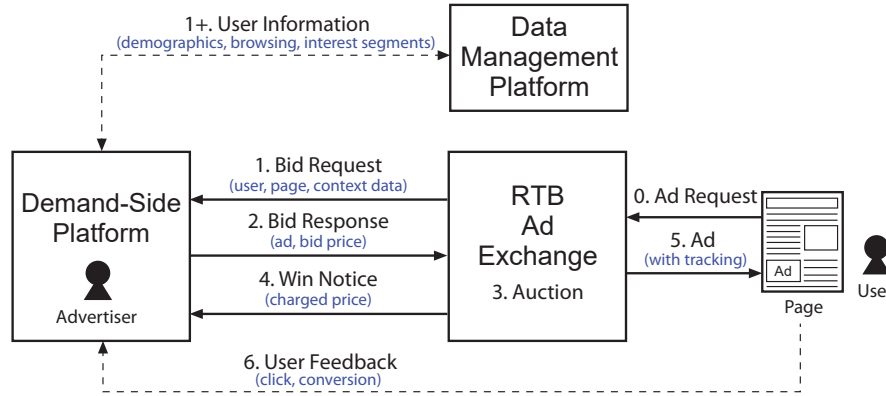 1+. User Information
(demographics, browsing, interest segments)
Data
Management
Platform
Demand-Side
Platform
Advertiser
1. Bid Request
(user, page, context data)
2. Bid Response
(ad, bid price)
4. Win Notice
(charged price)
RTB
Ad
Exchange
3. Auction
0. Ad Request
5. Ad
(with tracking)
Ad
Page
Use
6. User Feedback
(click, conversion)